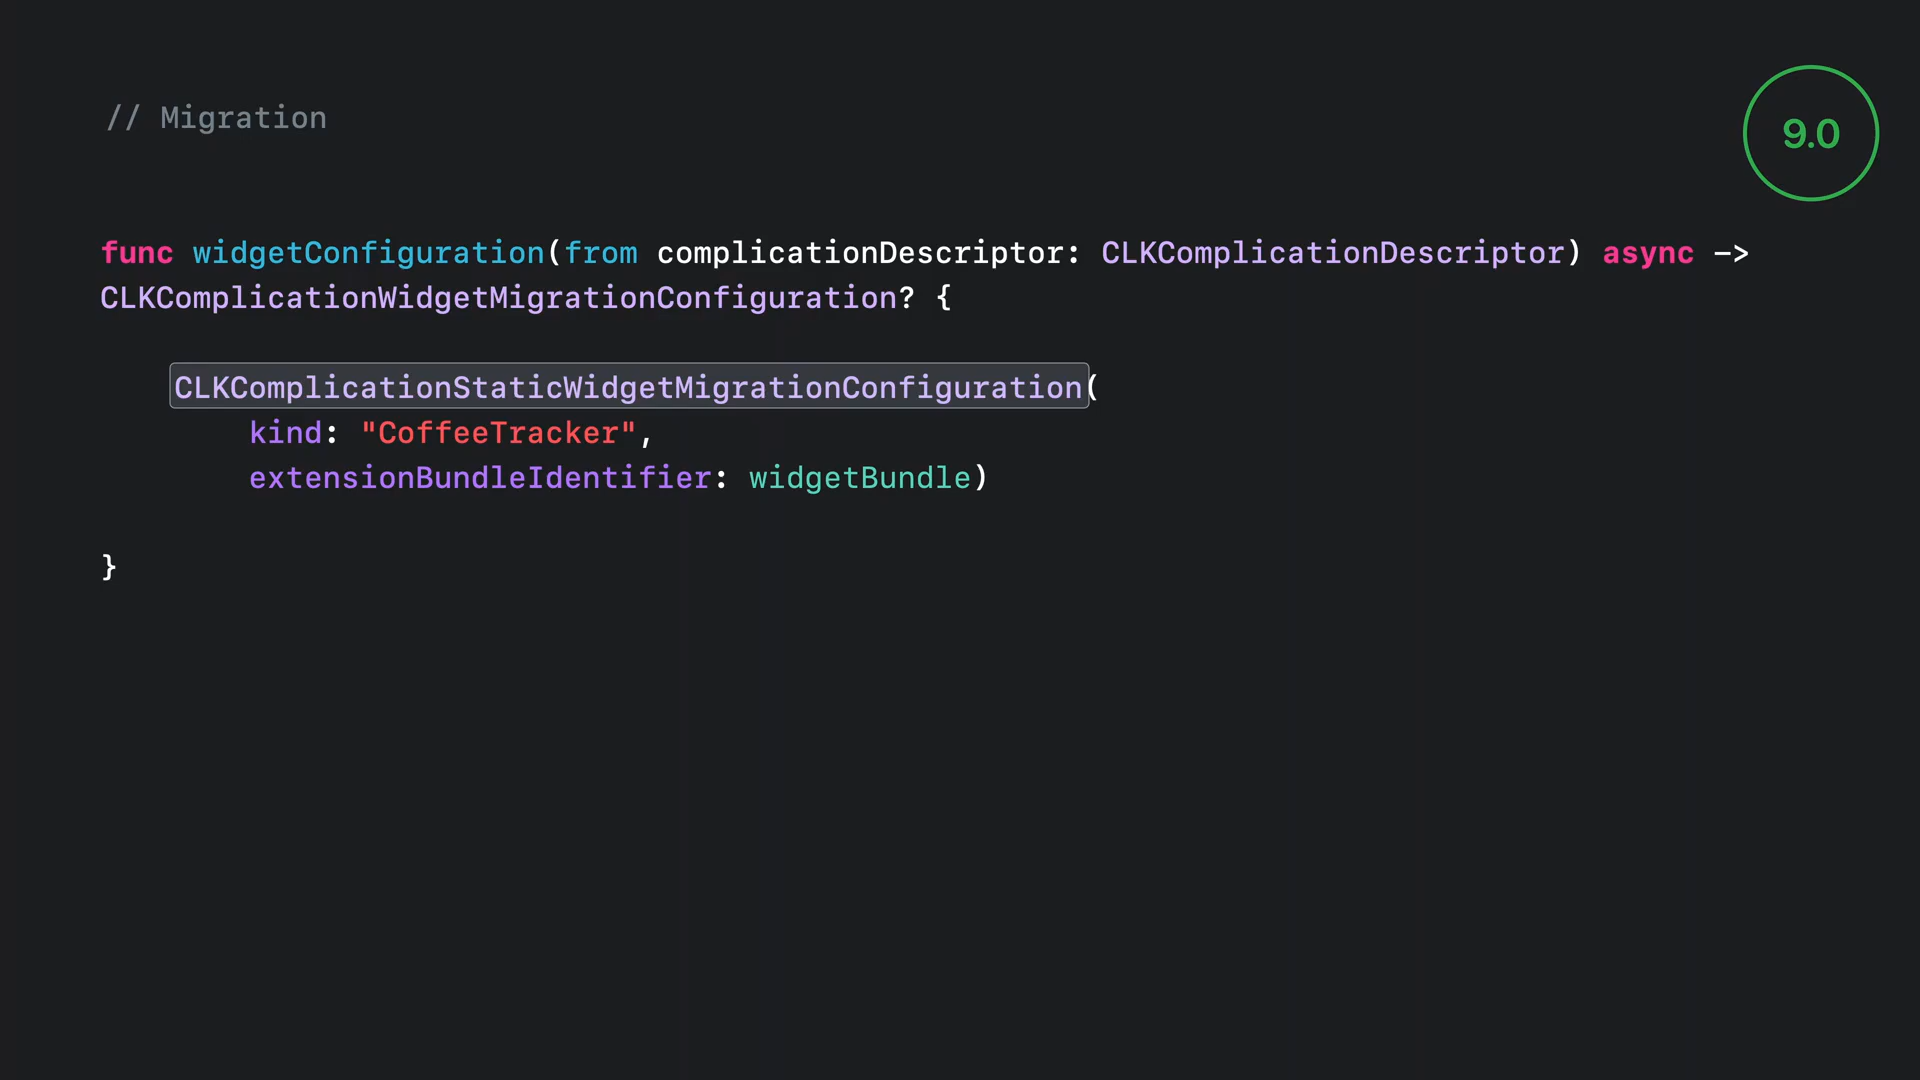 // Migration
9.0
func widgetConfiguration(from complicationDescriptor: CLKComplicationDescriptor) async ->
CLKComplicationWidgetMigrationConfiguration? {
CLKComplicationStaticWidgetMigrationConfiguration(
kind: "CoffeeTracker",
extensionBundleIdentifier: widgetBundle)
}